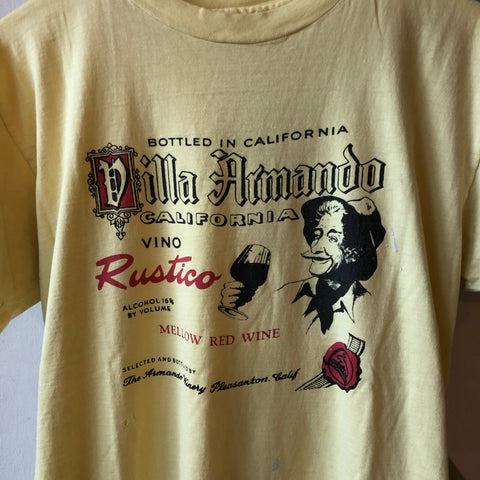 BOTTLED IN CALIFORNIA
Villa Armando
CALIFORNIA
VINO
Rustico
ALCOHOL 16%
BY VOLUME
MELLOW RED WINE
SELECTED AND BOTTLED BY
The Armando Winery Pleasanton, Calif